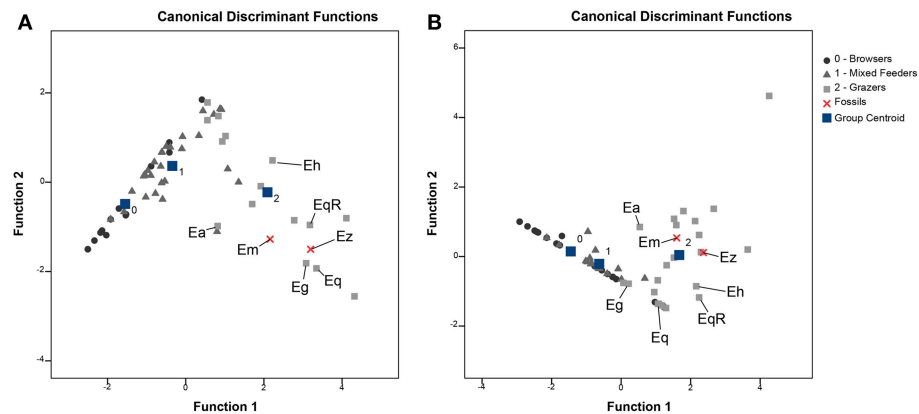 A
Canonical Discriminant Functions
Function 2
2
0
-2
-4
-2
0
2
4
Function 1
0
1
2
Eh
EqR
Ea
Em
Ez
Eg
Eq
B
Canonical Discriminant Functions
Function 2
6
4
2
0
-2
-4
-2
0
2
4
Function 1
0
1
2
Ea
Em
Ez
Eg
Eh
EqR
Eq
0 - Browsers
1 - Mixed Feeders
2 - Grazers
Fossils
Group Centroid